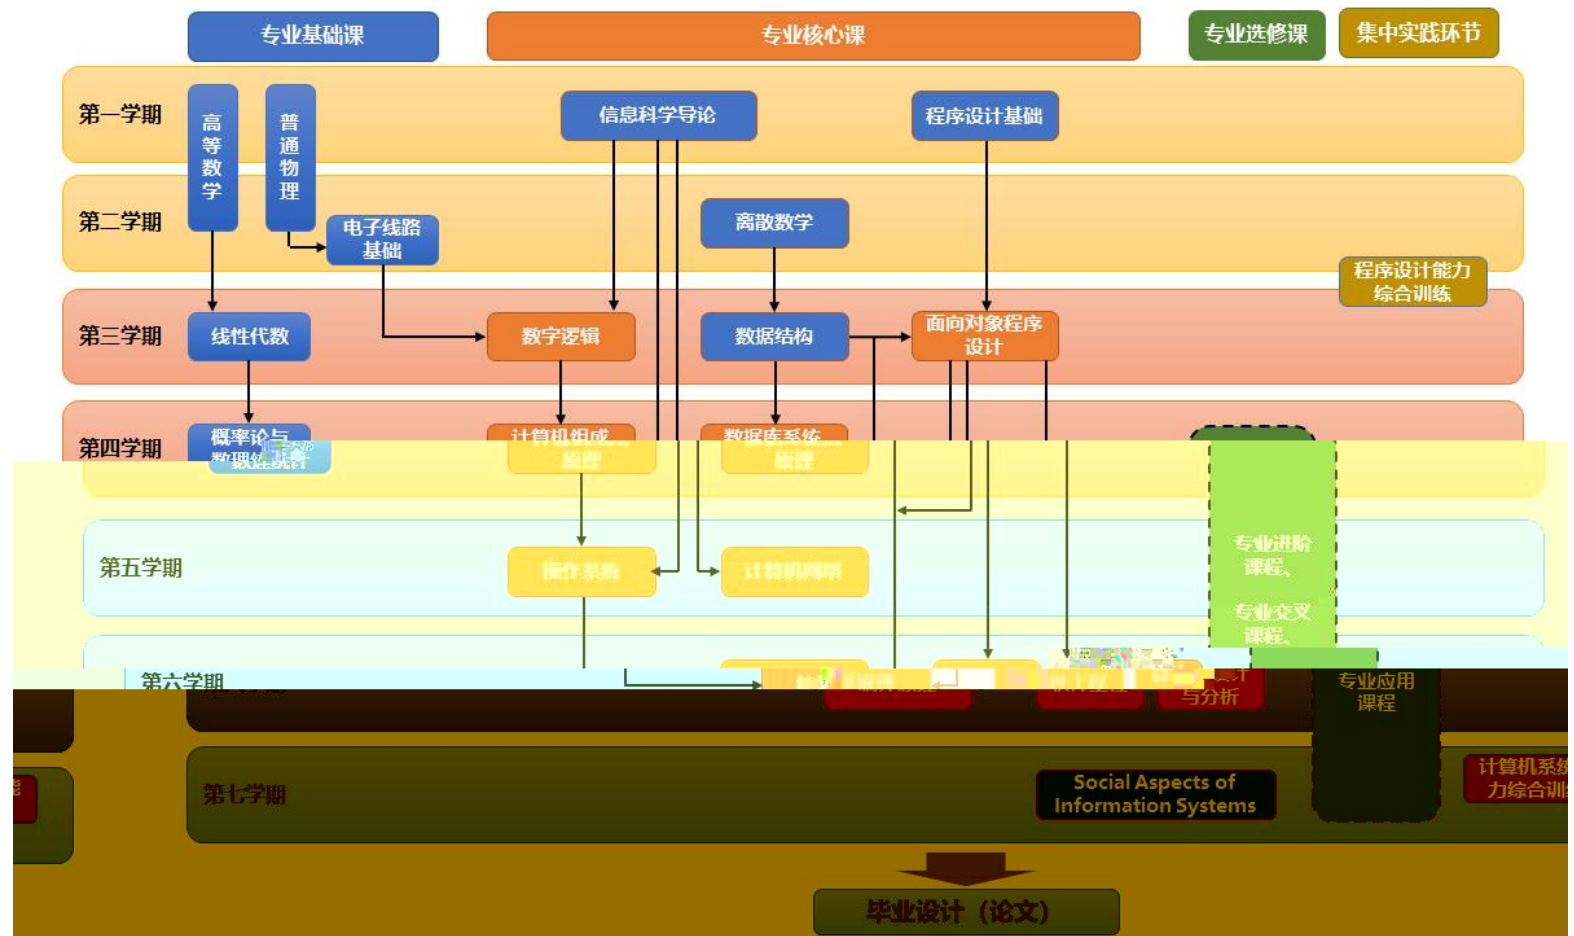 专业基础课
专业核心课
专业选修课
集中实践环节
第一学期
高等数学
普通物理
信息科学导论
程序设计基础
第二学期
电子线路
基础
离散数学
程序设计能力
综合训练
第三学期
线性代数
数字逻辑
数据结构
面向对象程序
设计
第四学期
概率论与
数理统计
计算机组成
原理
数据库系统
原理
第五学期
操作系统
计算机网络
专业进阶
课程、
专业交叉
课程、
第六学期
与分析
专业应用
课程
第七学期
Social Aspects of
Information Systems
计算机系统
力综合训
毕业设计（论文）